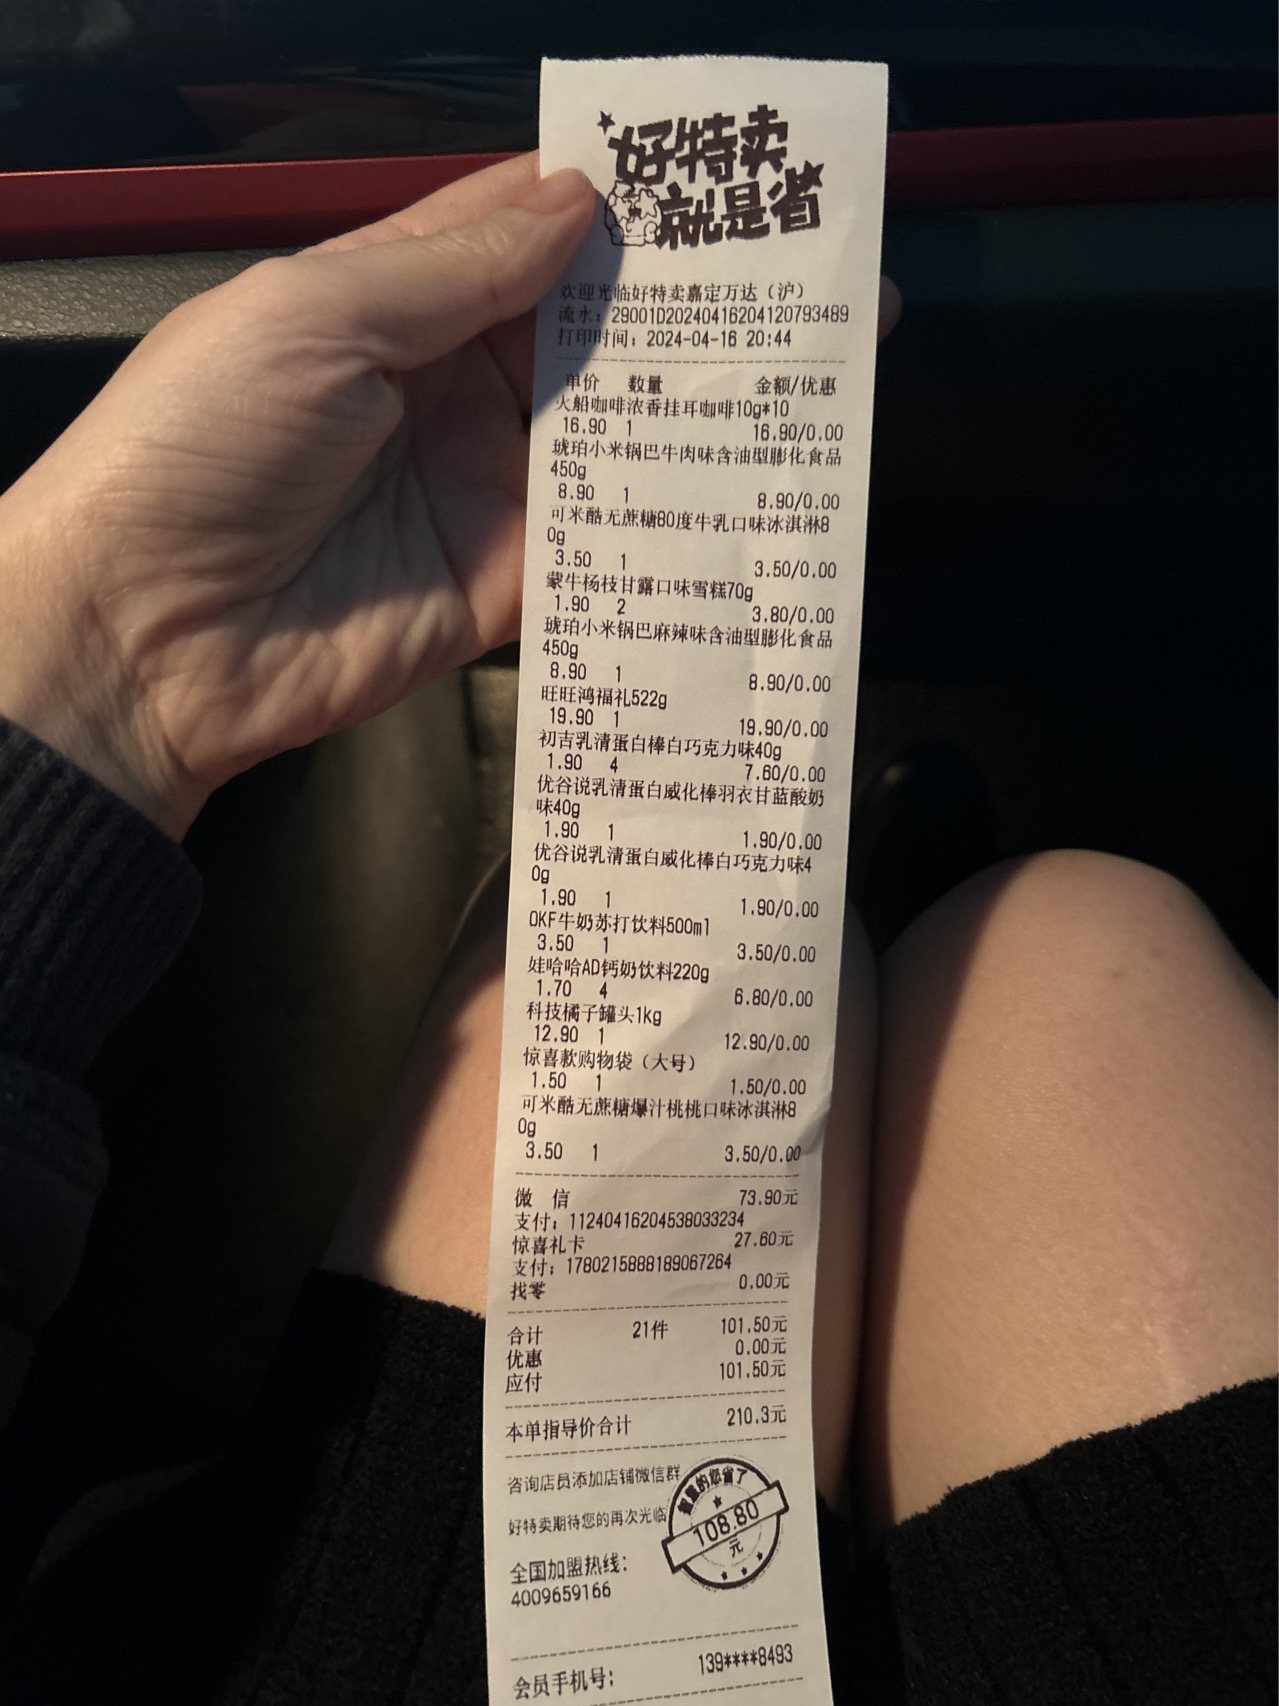 好特卖
就是省
欢迎光临好特卖嘉定万达（沪）
流水：29001D20240416204120793489
打印时间：2024-04-16 20:44
单价 数量 金额/优惠
火船咖啡浓香挂耳咖啡10g*10
16.90 1 16.90/0.00
琥珀小米锅巴牛肉味含油型膨化食品
450g
8.90 1 8.90/0.00
可米酷无蔗糖80度牛乳口味冰淇淋8
0g
3.50 1 3.50/0.00
蒙牛杨枝甘露口味雪糕70g
1.90 2 3.80/0.00
琥珀小米锅巴麻辣味含油型膨化食品
450g
8.90 1 8.90/0.00
旺旺鸿福礼522g
19.90 1 19.90/0.00
初吉乳清蛋白棒白巧克力味40g
1.90 4 7.60/0.00
优谷说乳清蛋白威化棒羽衣甘蓝酸奶
味40g
1.90 1 1.90/0.00
优谷说乳清蛋白威化棒白巧克力味4
0g
1.90 1 1.90/0.00
OKF牛奶苏打饮料500ml
3.50 1 3.50/0.00
娃哈哈AD钙奶饮料220g
1.70 4 6.80/0.00
科技橘子罐头1kg
12.90 1 12.90/0.00
惊喜款购物袋（大号）
1.50 1 1.50/0.00
可米酷无蔗糖爆汁桃桃口味冰淇淋8
0g
3.50 1 3.50/0.00
微 信 73.90元
支付：112404162045380332​34
惊喜礼卡 27.60元
支付：1780215888189067264
找零 0.00元
合计 21件 101.50元
优惠 0.00元
应付 101.50元
本单指导价合计 210.3元
咨询店员添加店铺微信群
好特卖期待您的再次光临
的您省了
108.80
元
全国加盟热线：
4009659166
会员手机号： 139****8493